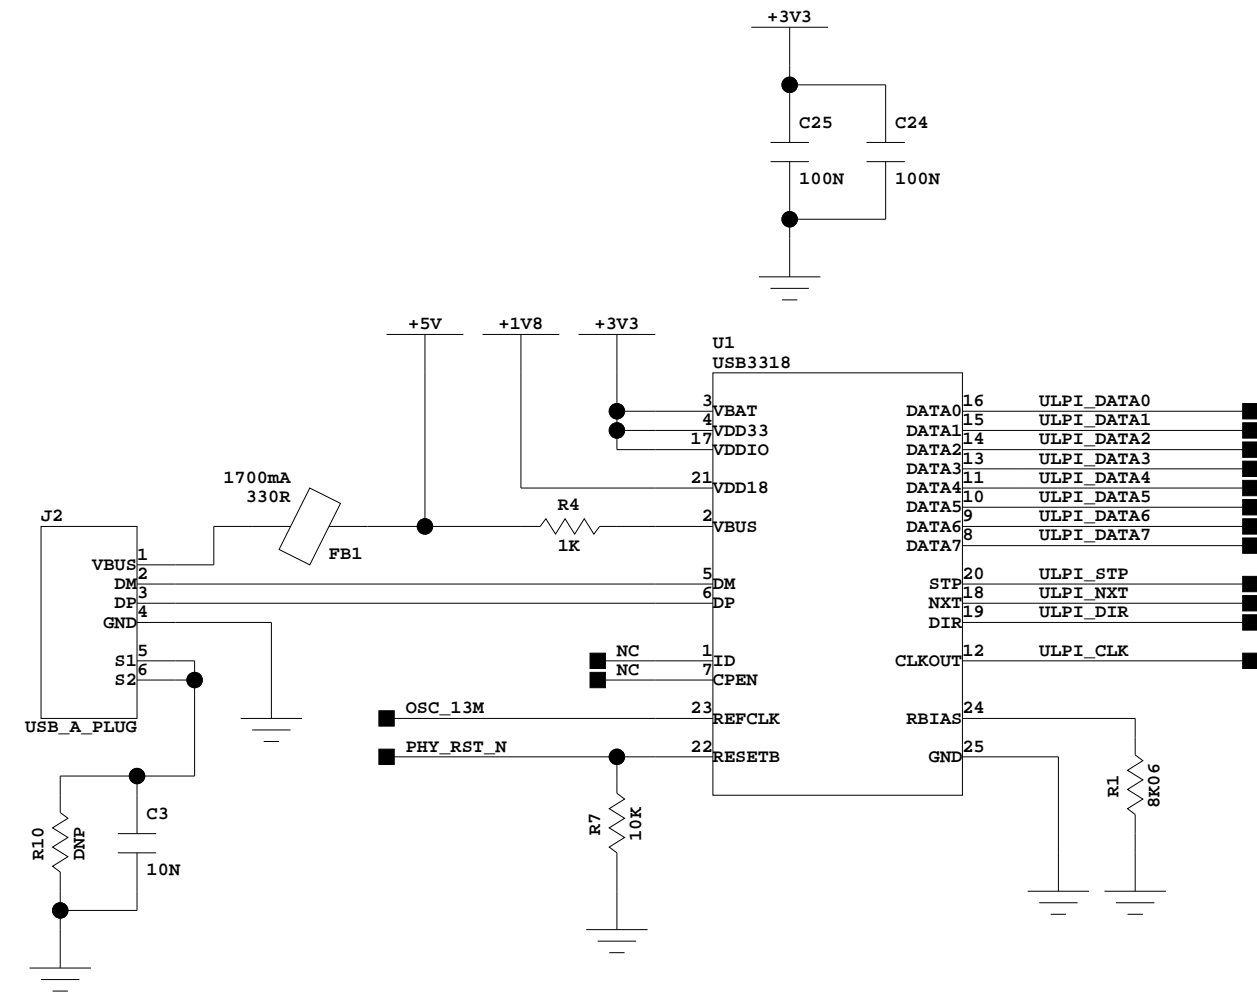 +3V3
C25
C24
100N
100N
+5V
+1V8
+3V3
U1
USB3318
3
VBAT
4
VDD33
17
VDDIO
21
VDD18
2
VBUS
5
DM
6
DP
1
ID
7
CPEN
23
REFCLK
22
RESETB
DATA0
16
ULPI_DATA0
DATA1
15
ULPI_DATA1
DATA2
14
ULPI_DATA2
DATA3
13
ULPI_DATA3
DATA4
11
ULPI_DATA4
DATA5
10
ULPI_DATA5
DATA6
9
ULPI_DATA6
DATA7
8
ULPI_DATA7
STP
20
ULPI_STP
NXT
18
ULPI_NXT
DIR
19
ULPI_DIR
CLKOUT
12
ULPI_CLK
RBIAS
24
GND
25
R1
8K06
1700mA
330R
FB1
R4
1K
J2
VBUS
1
DM
2
DP
3
GND
4
S1
5
S2
6
USB_A_PLUG
NC
NC
OSC_13M
PHY_RST_N
R7
10K
C3
10N
R10
DNP